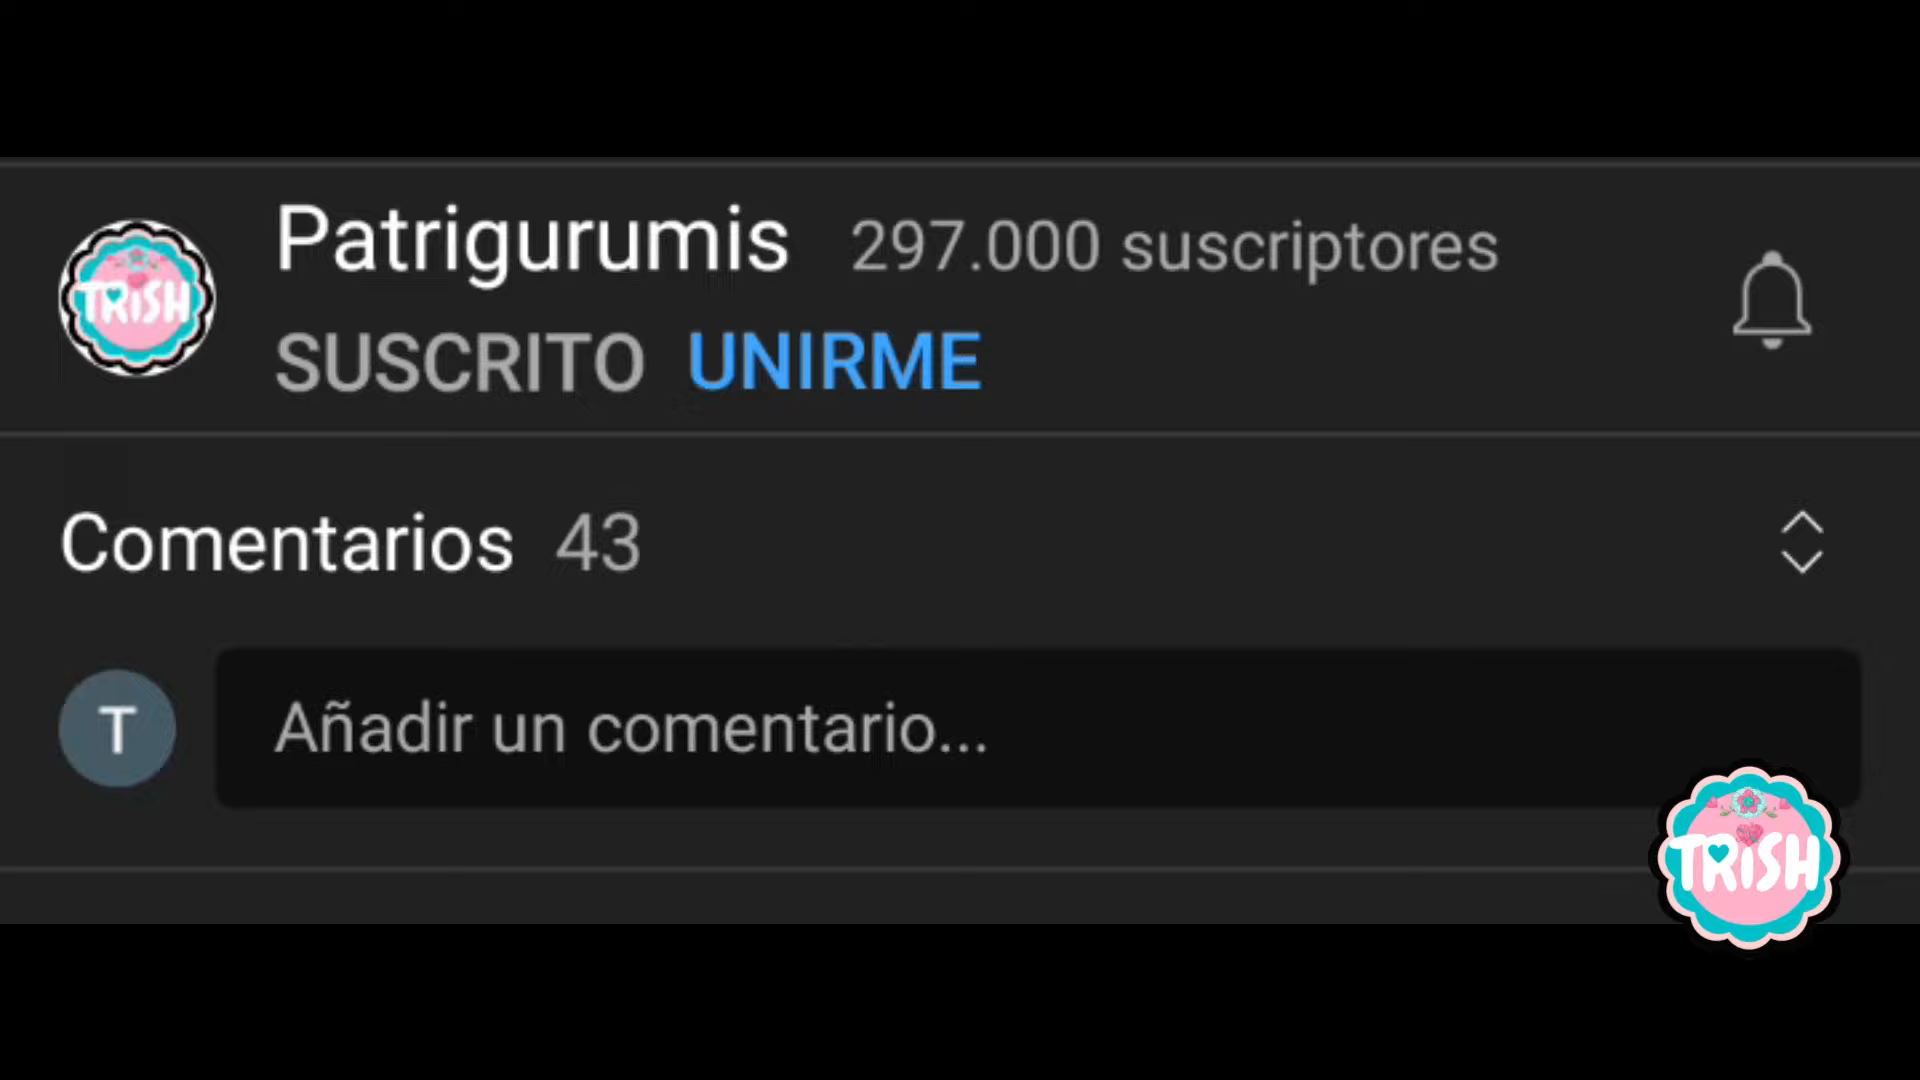 TRISH
Patrigurumis 297.000 suscriptores
SUSCRITO UNIRME
Comentarios 43
T
Añadir un comentario...
TRISH